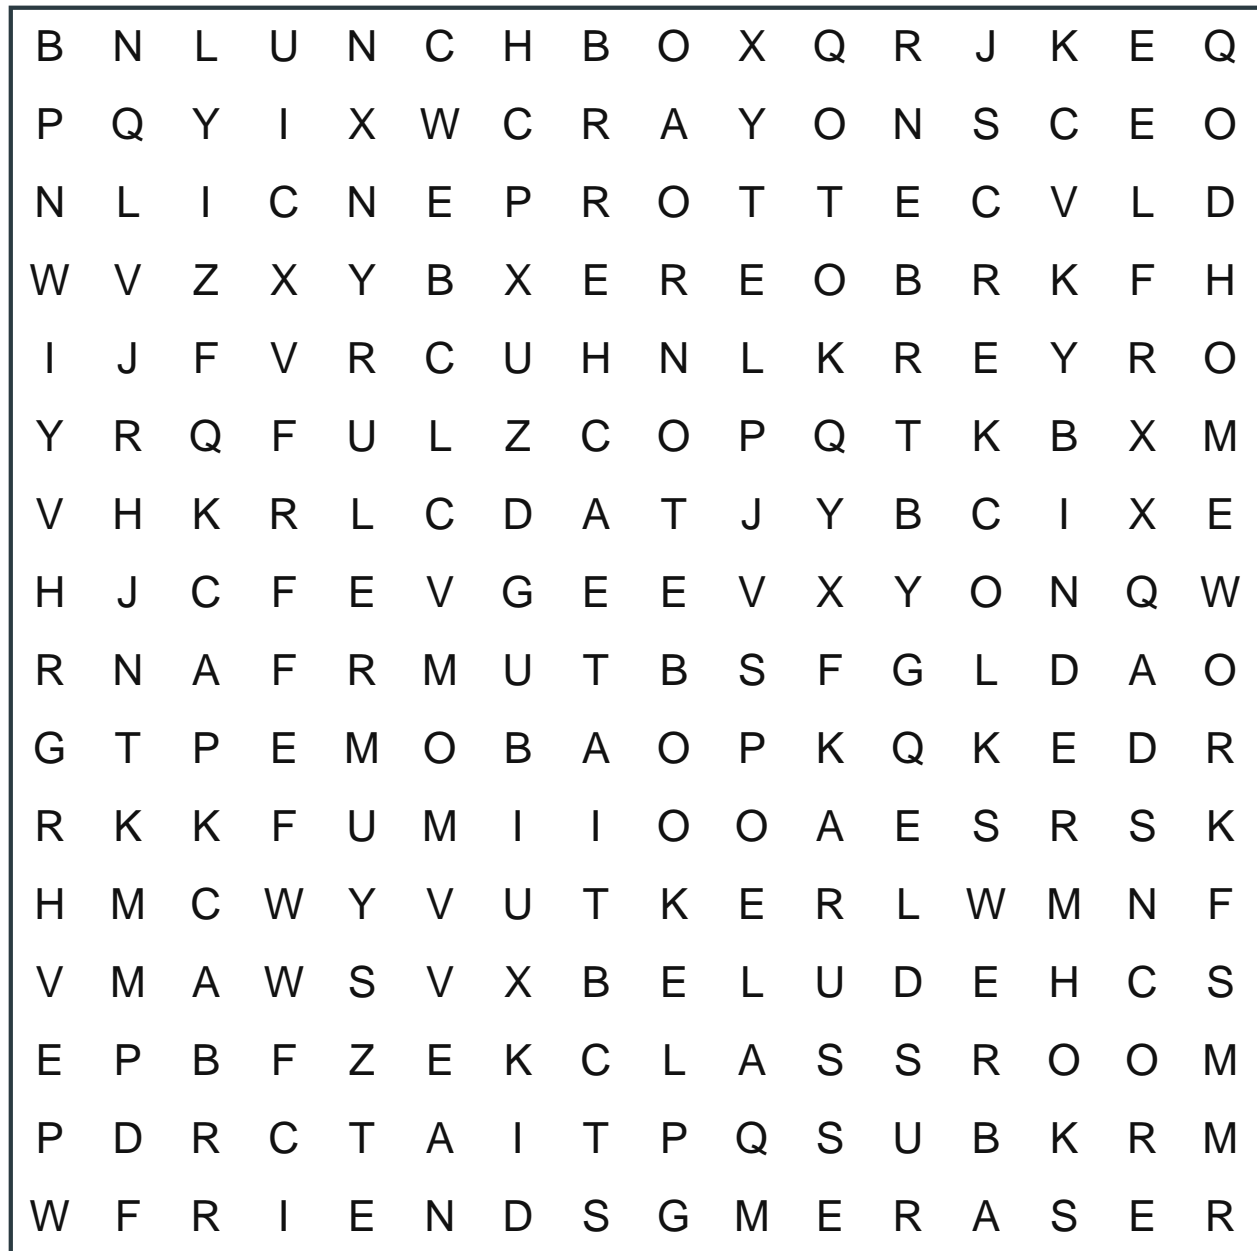 B N L U N C H B O X Q R J K E Q
P Q Y I X W C R A Y O N S C E O
N L I C N E P R O T T E C V L D
W V Z X Y B X E R E O B R K F H
I J F V R C U H N L K R E Y R O
Y R Q F U L Z C O P Q T K B X M
V H K R L C D A T J Y B C I X E
H J C F E V G E E V X Y O N Q W
R N A F R M U T B S F G L D A O
G T P E M O B A O P K Q K E D R
R K K F U M I I O O A E S R S K
H M C W Y V U T K E R L W M N F
V M A W S V X B E L U D E H C S
E P B F Z E K C L A S S R O O M
P D R C T A I T P Q S U B K R M
W F R I E N D S G M E R A S E R